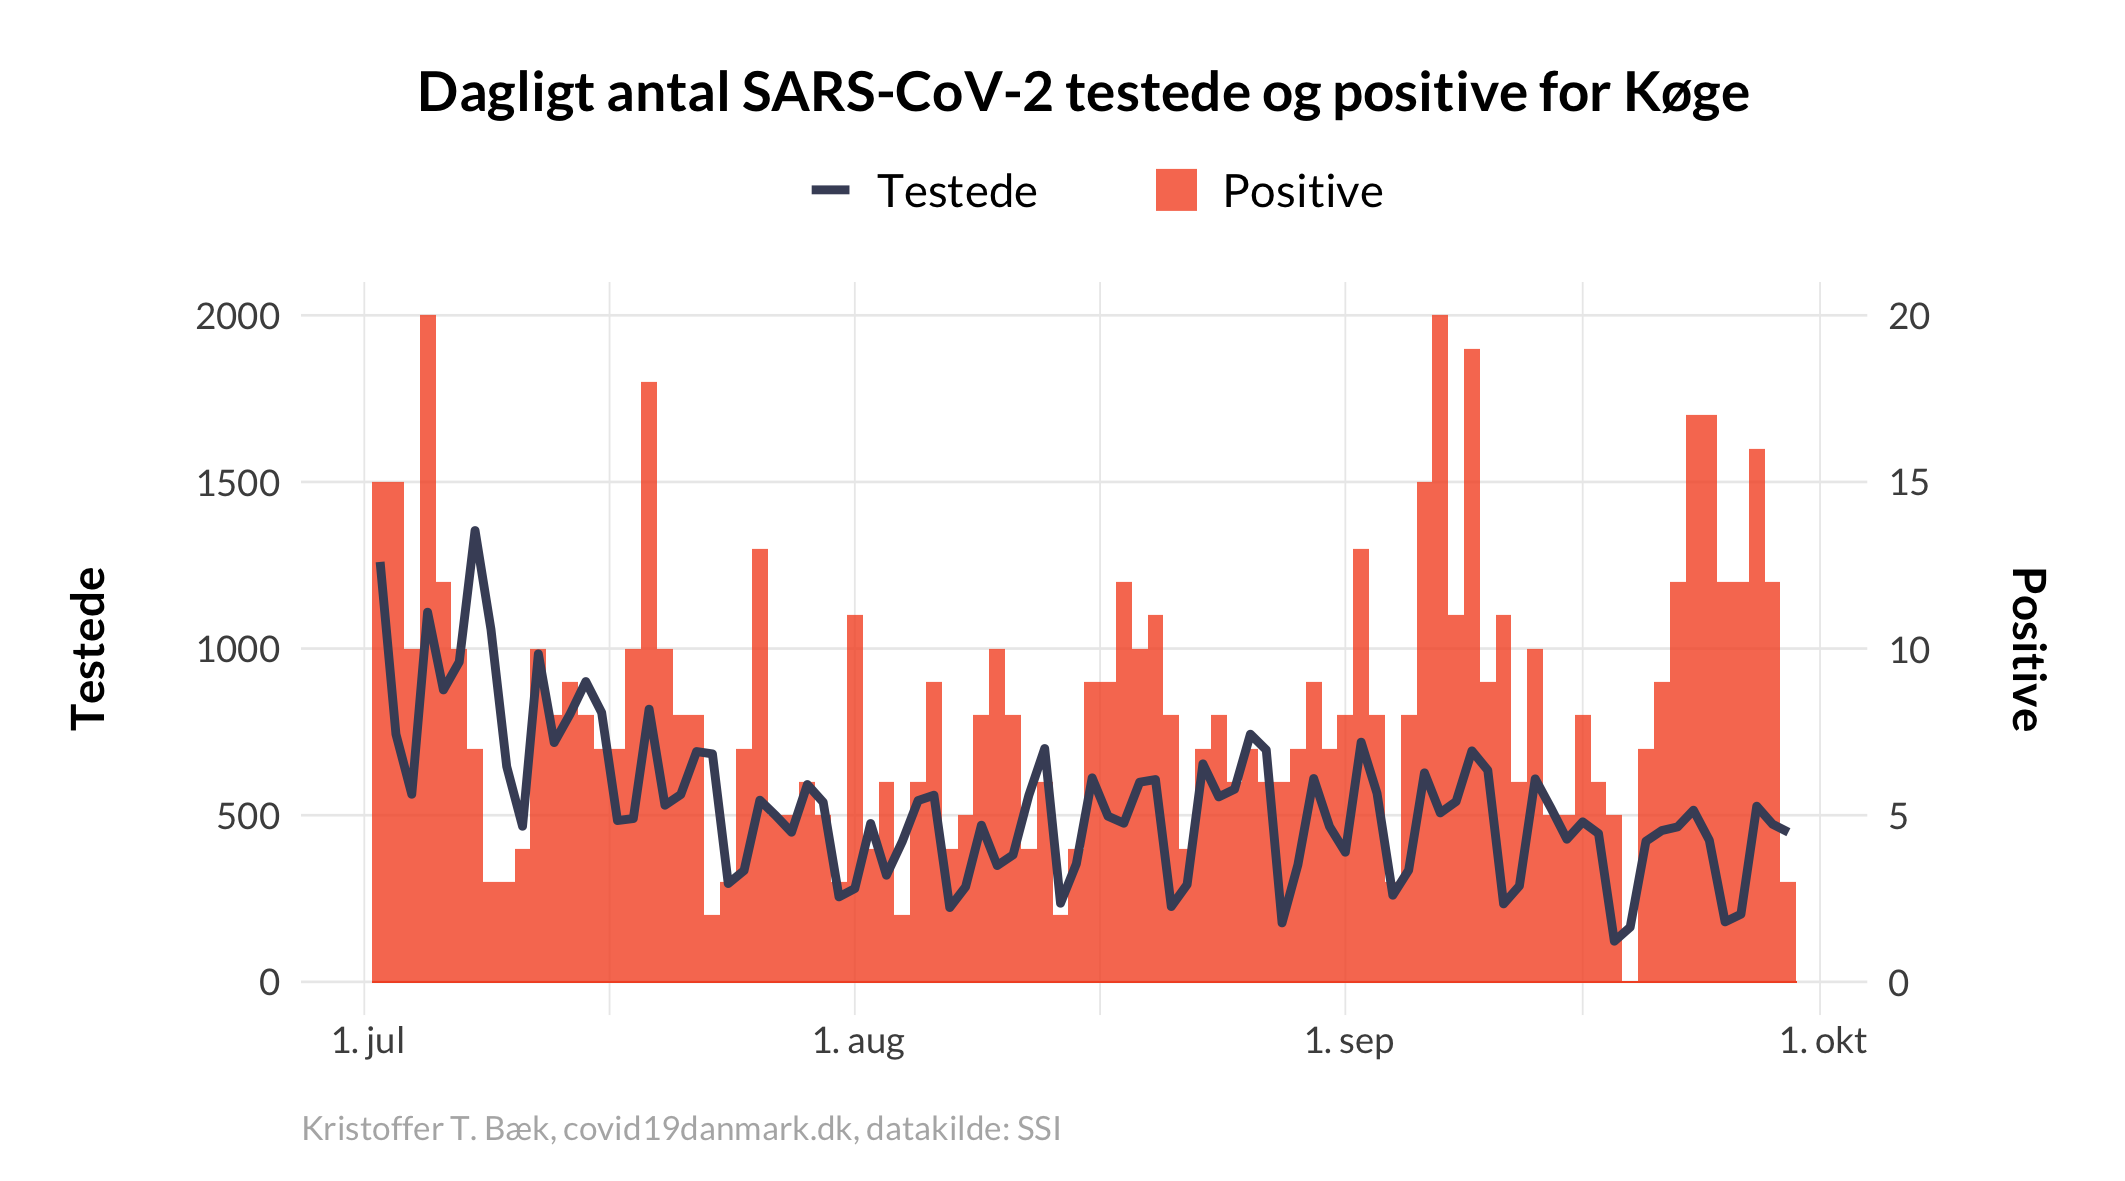 Dagligt antal SARS-CoV-2 testede og positive for Køge
Testede Positive
2000 20
1500 15
1000 10
500 5
0 0
Testede
Positive
1. jul 1. aug 1. sep 1. okt
Kristoffer T. Bæk, covid19danmark.dk, datakilde: SSI